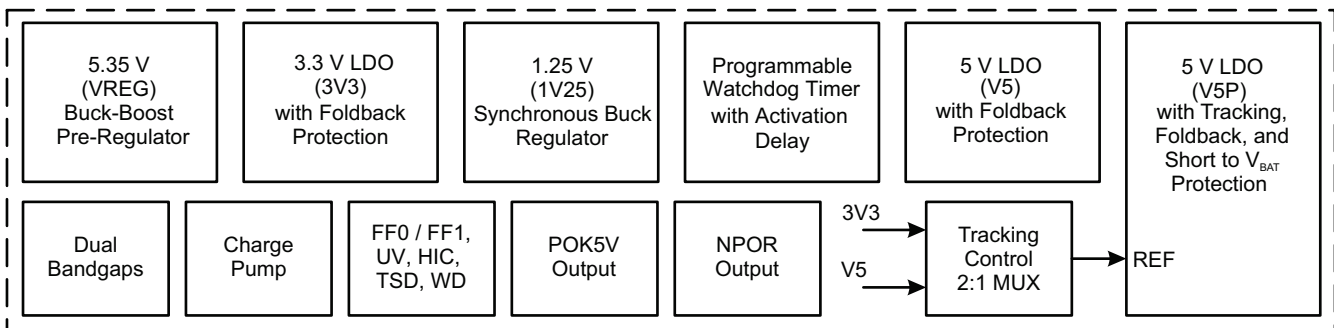 5.35 V
(VREG)
Buck-Boost
Pre-Regulator
3.3 V LDO
(3V3)
with Foldback
Protection
1.25 V
(1V25)
Synchronous Buck
Regulator
Programmable
Watchdog Timer
with Activation
Delay
5 V LDO
(V5)
with Foldback
Protection
5 V LDO
(V5P)
with Tracking,
Foldback, and
Short to VBAT
Protection
Dual
Bandgaps
Charge
Pump
FF0 / FF1,
UV, HIC,
TSD, WD
POK5V
Output
NPOR
Output
3V3
V5
Tracking
Control
2:1 MUX
REF